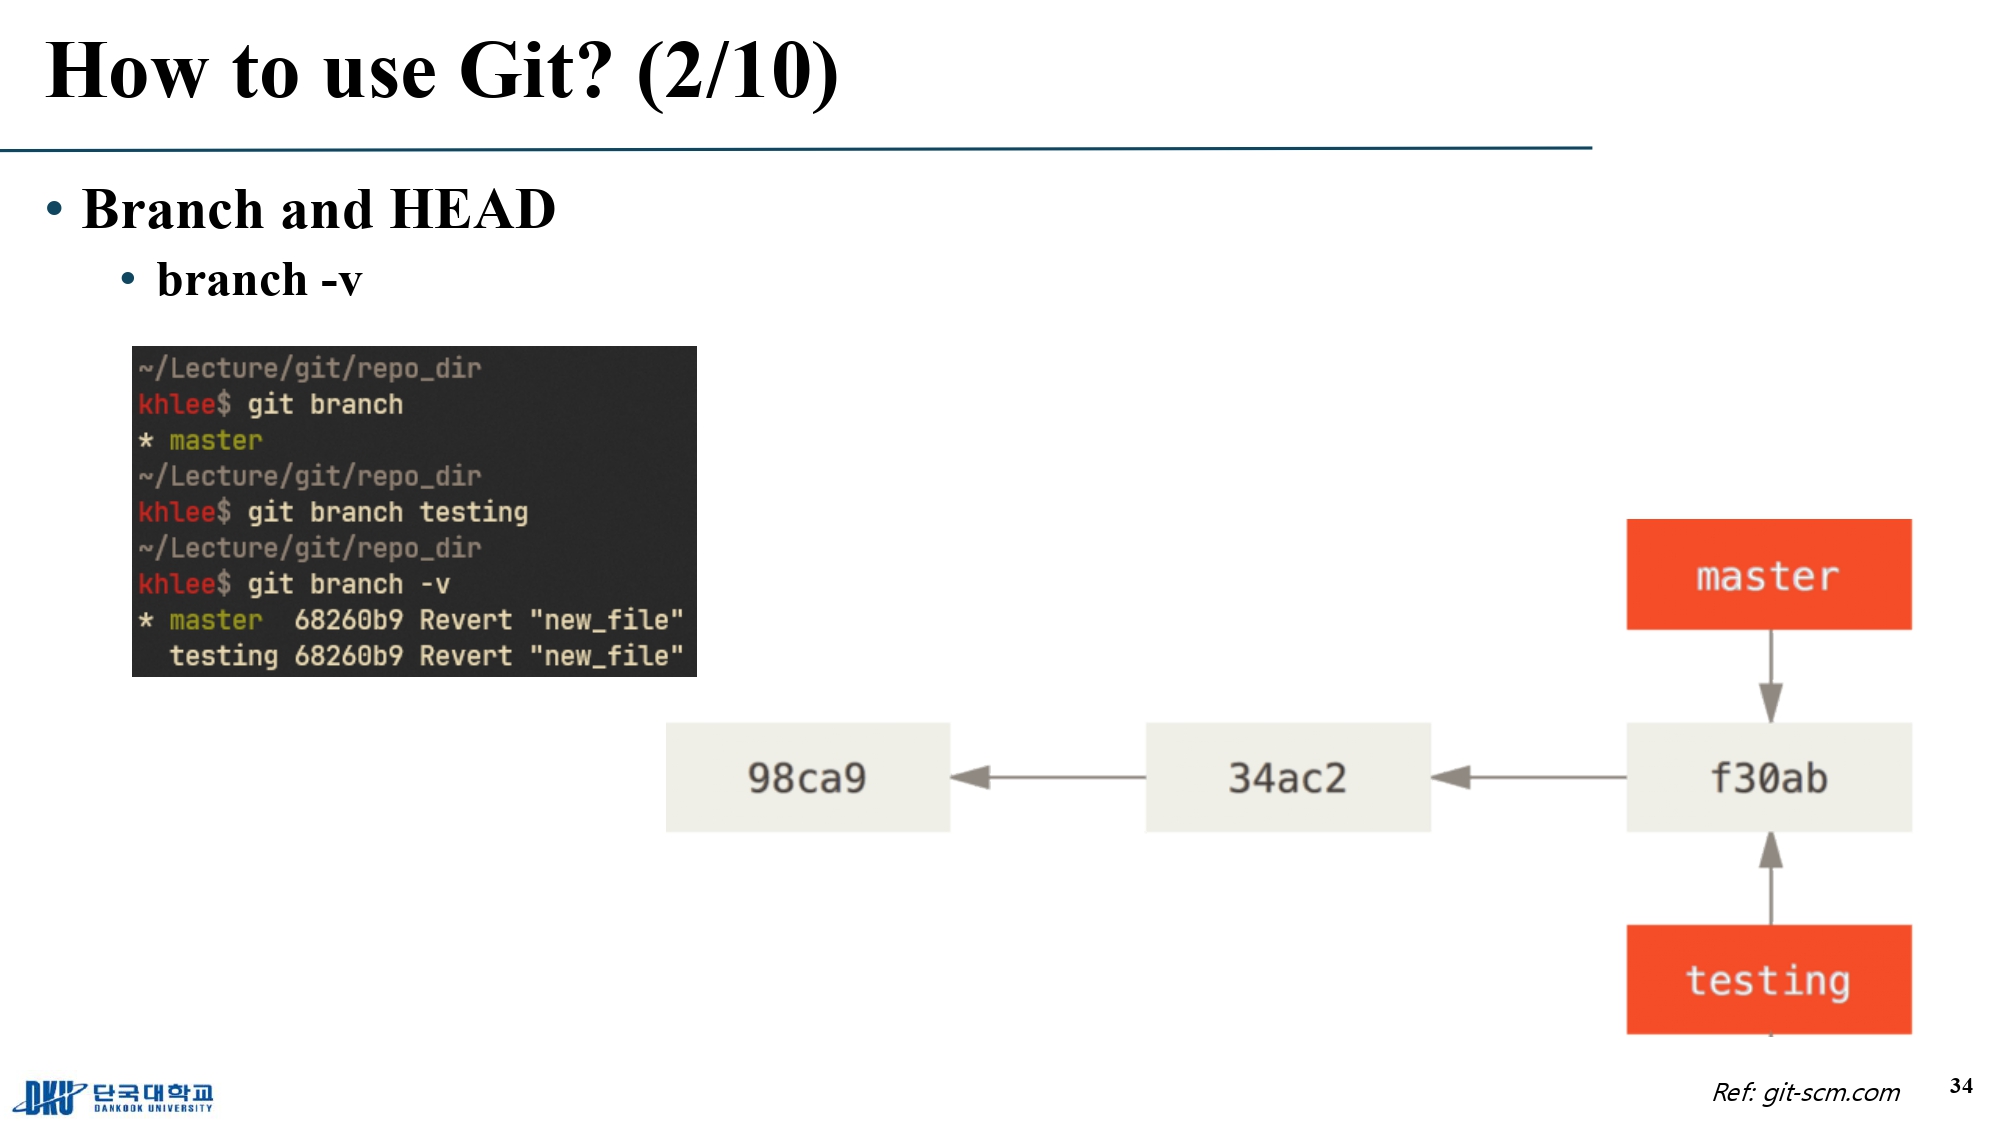 How to use Git? (2/10)
• Branch and HEAD
• branch -v
~/Lecture/git/repo_dir
khlee$ git branch
* master
~/Lecture/git/repo_dir
khlee$ git branch testing
~/Lecture/git/repo_dir
khlee$ git branch -v
* master  68260b9 Revert "new_file"
  testing 68260b9 Revert "new_file"
master
98ca9
34ac2
f30ab
testing
DKU 단국대학교
DANKOOK UNIVERSITY
Ref: git-scm.com
34